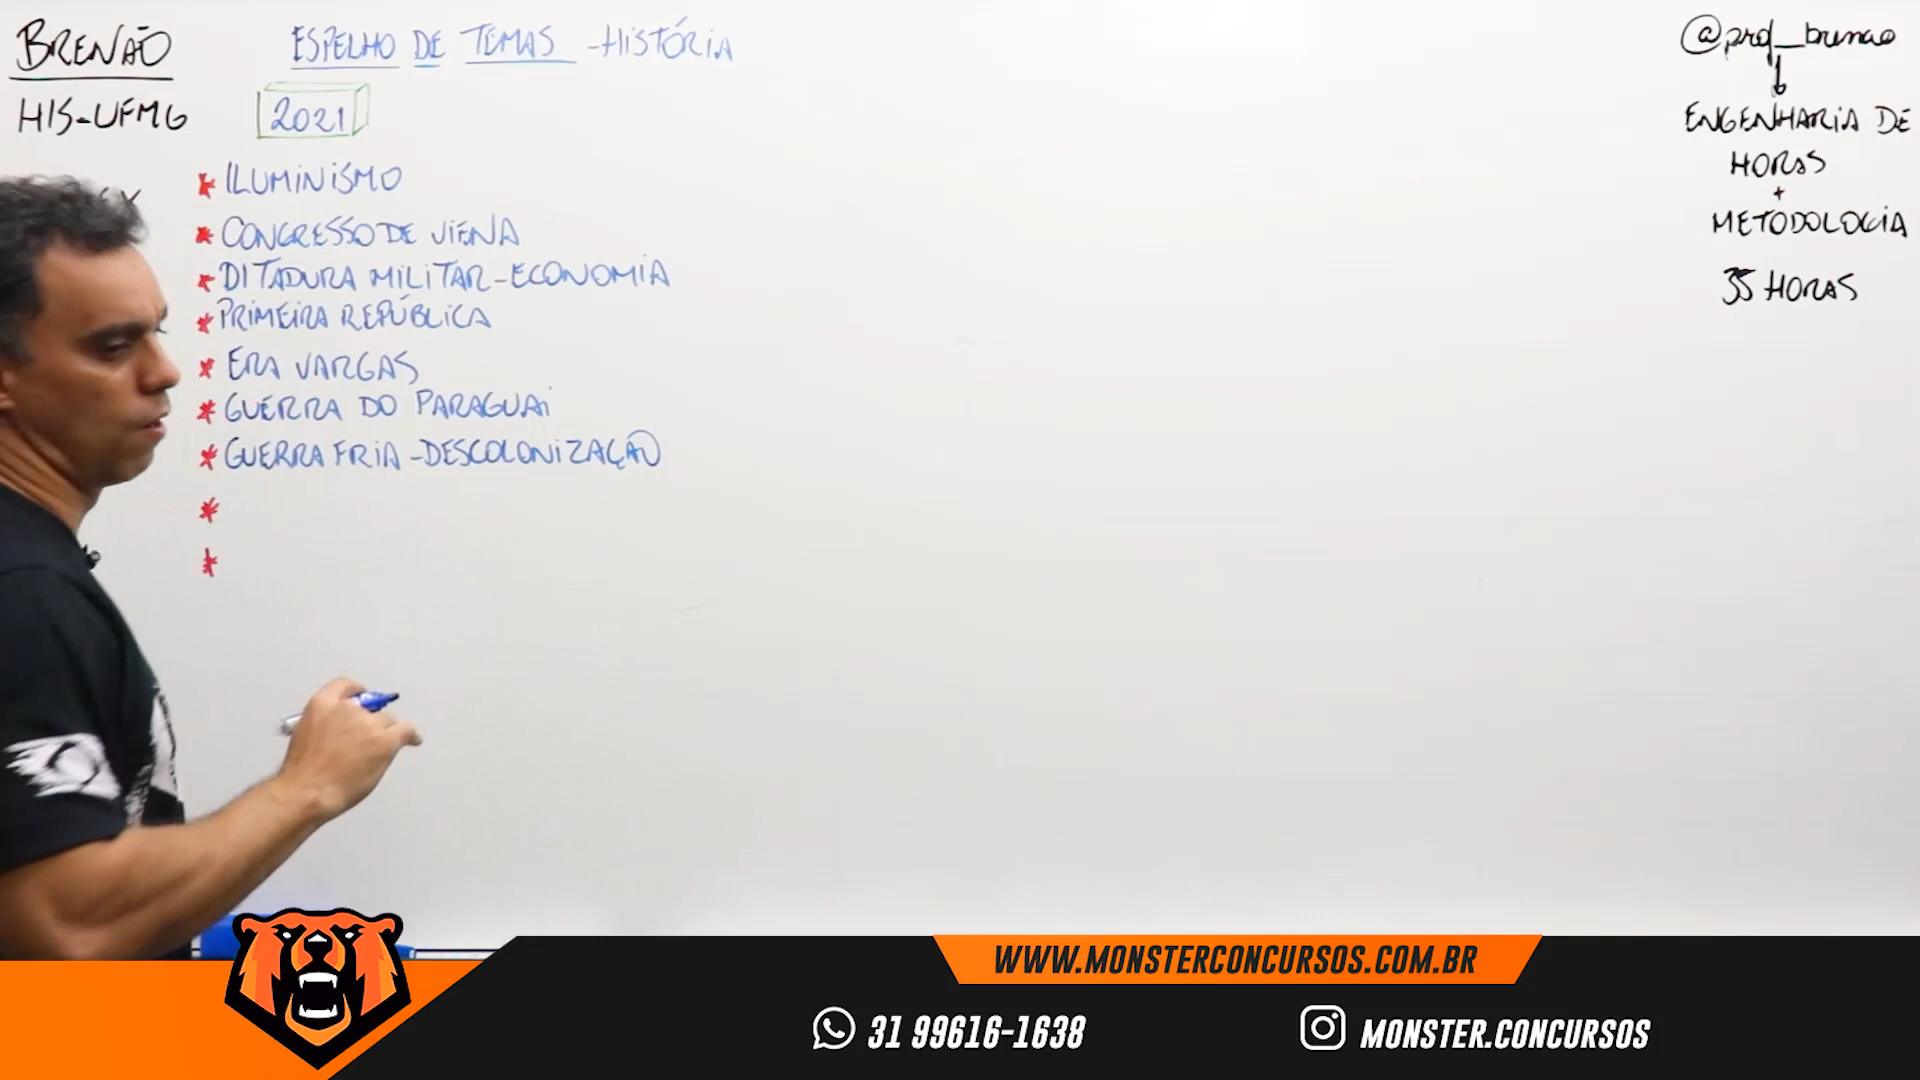 BRENÃO
HIS-UFMG
ESPELHO DE TEMAS - HISTÓRIA
2021
* ILUMINISMO
* CONGRESSO DE VIENA
* DITADURA MILITAR - ECONOMIA
* PRIMEIRA REPÚBLICA
* ERA VARGAS
* GUERRA DO PARAGUAI
* GUERRA FRIA - DESCOLONIZAÇÃO
*
*
@prof_brenao
ENGENHARIA DE
HORAS
+
METODOLOGIA
35 HORAS
WWW.MONSTERCONCURSOS.COM.BR
31 99616-1638
MONSTER.CONCURSOS